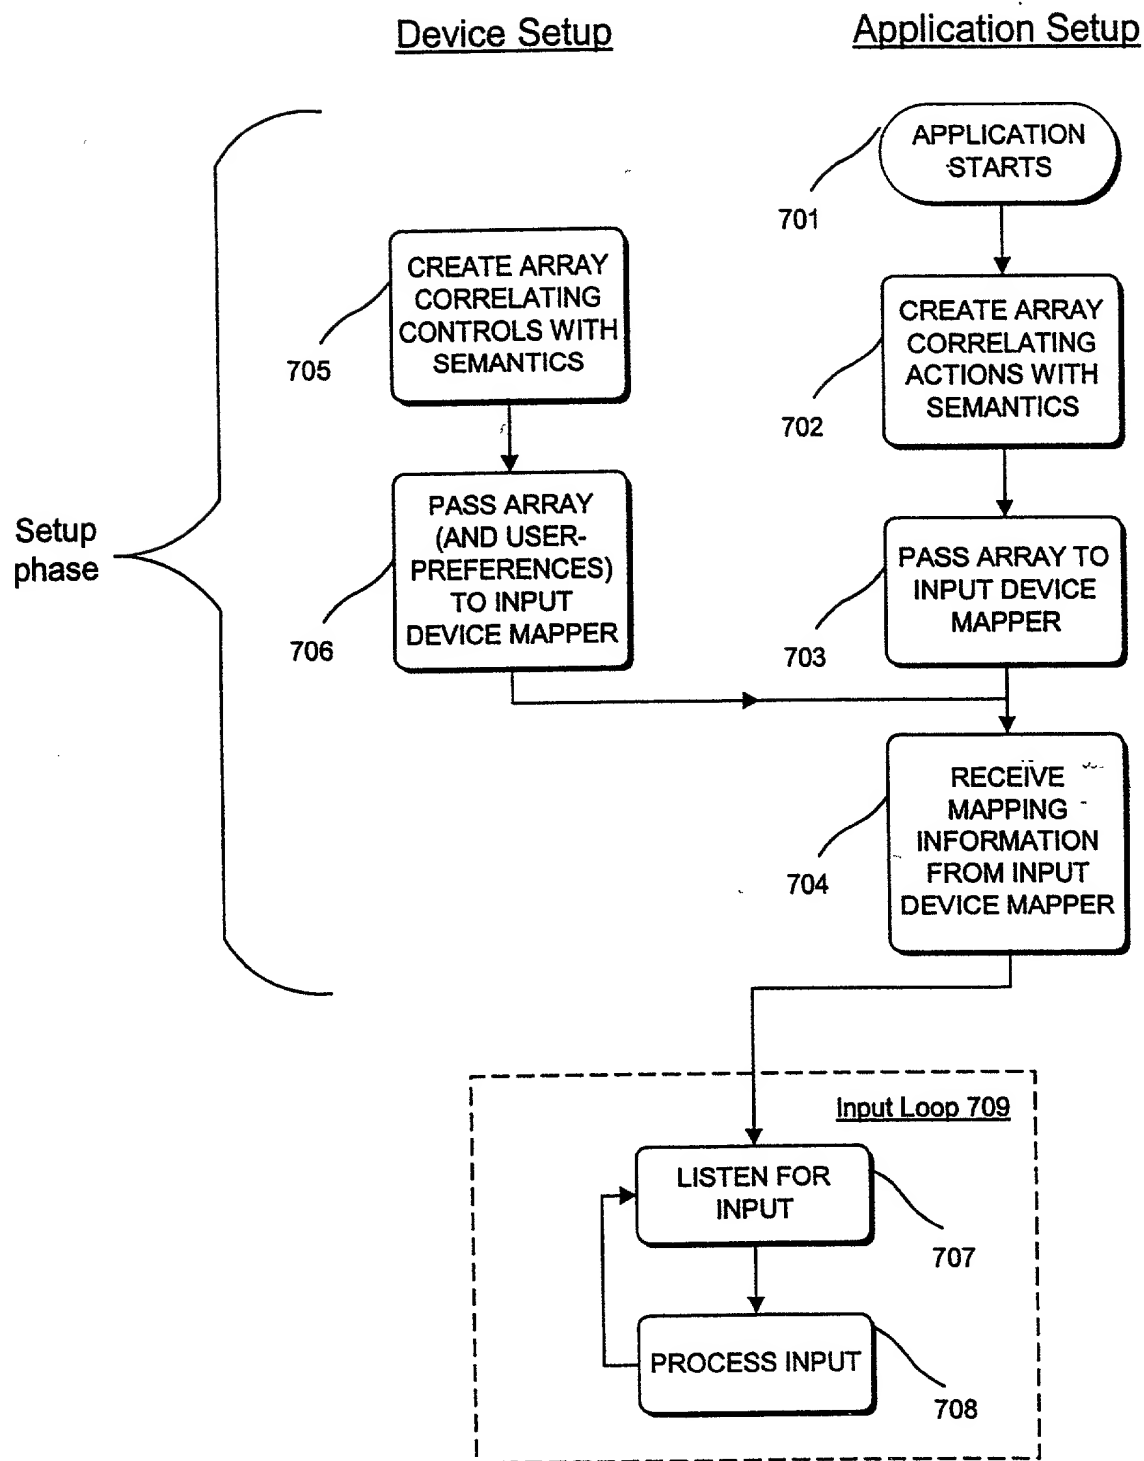 Device Setup
Application Setup
APPLICATION
STARTS
701
CREATE ARRAY
CORRELATING
CONTROLS WITH
SEMANTICS
705
CREATE ARRAY
CORRELATING
ACTIONS WITH
SEMANTICS
702
Setup
phase
PASS ARRAY
(AND USER-
PREFERENCES)
TO INPUT
DEVICE MAPPER
706
PASS ARRAY TO
INPUT DEVICE
MAPPER
703
RECEIVE
MAPPING
INFORMATION
FROM INPUT
DEVICE MAPPER
704
Input Loop 709
LISTEN FOR
INPUT
707
PROCESS INPUT
708